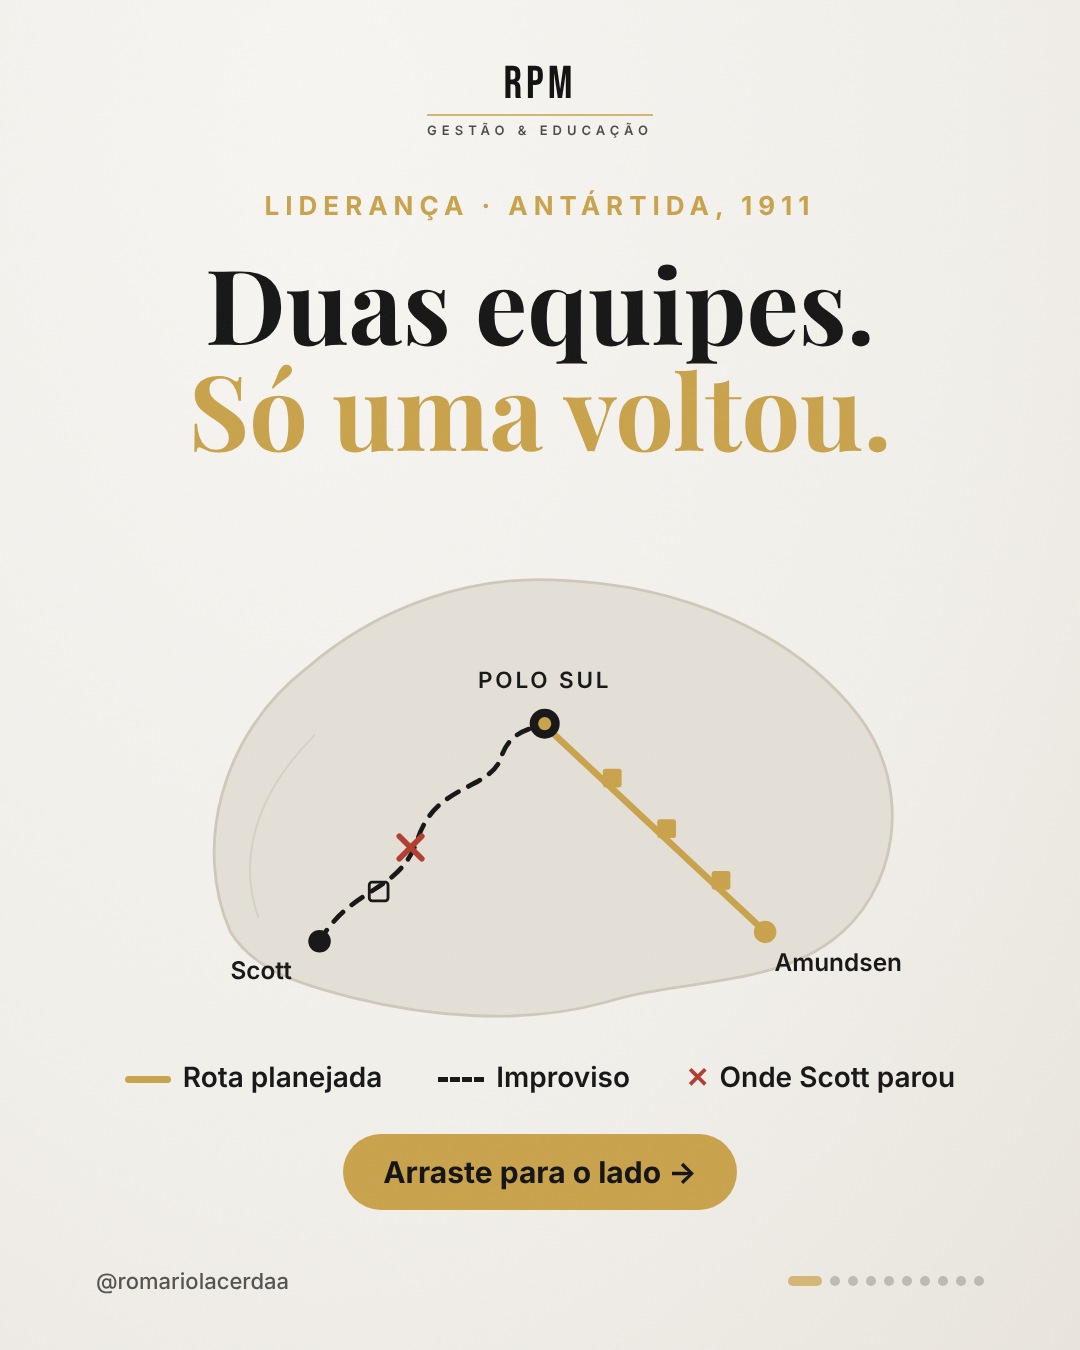 RPM
GESTÃO & EDUCAÇÃO
LIDERANÇA · ANTÁRTIDA, 1911
Duas equipes.
Só uma voltou.
POLO SUL
Scott
Amundsen
Rota planejada
Improviso
Onde Scott parou
Arraste para o lado →
@romariolacerdaa